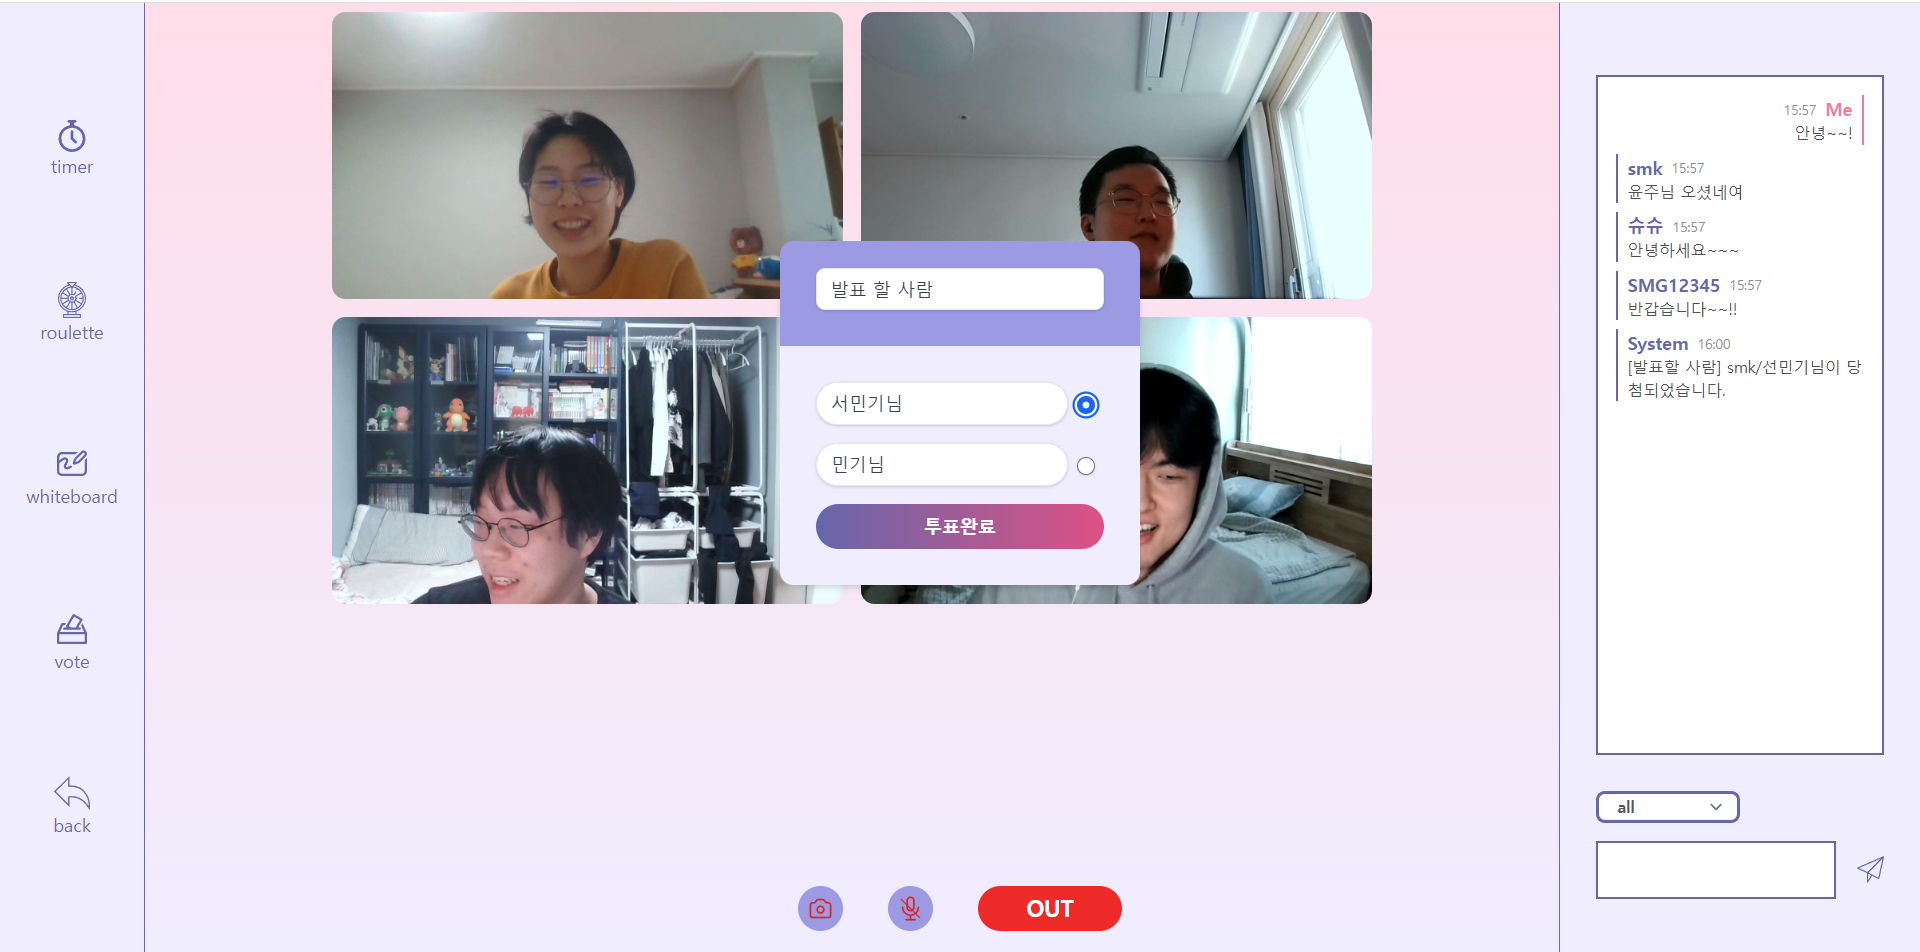 timer
roulette
whiteboard
vote
back
발표 할 사람
서민기님
민기님
투표완료
OUT
15:57 Me
안녕~~!
smk 15:57
윤주님 오셨네여
슈슈 15:57
안녕하세요~~~
SMG12345 15:57
반갑습니다~~!!
System 16:00
[발표할 사람] smk/선민기님이 당
첨되었습니다.
all